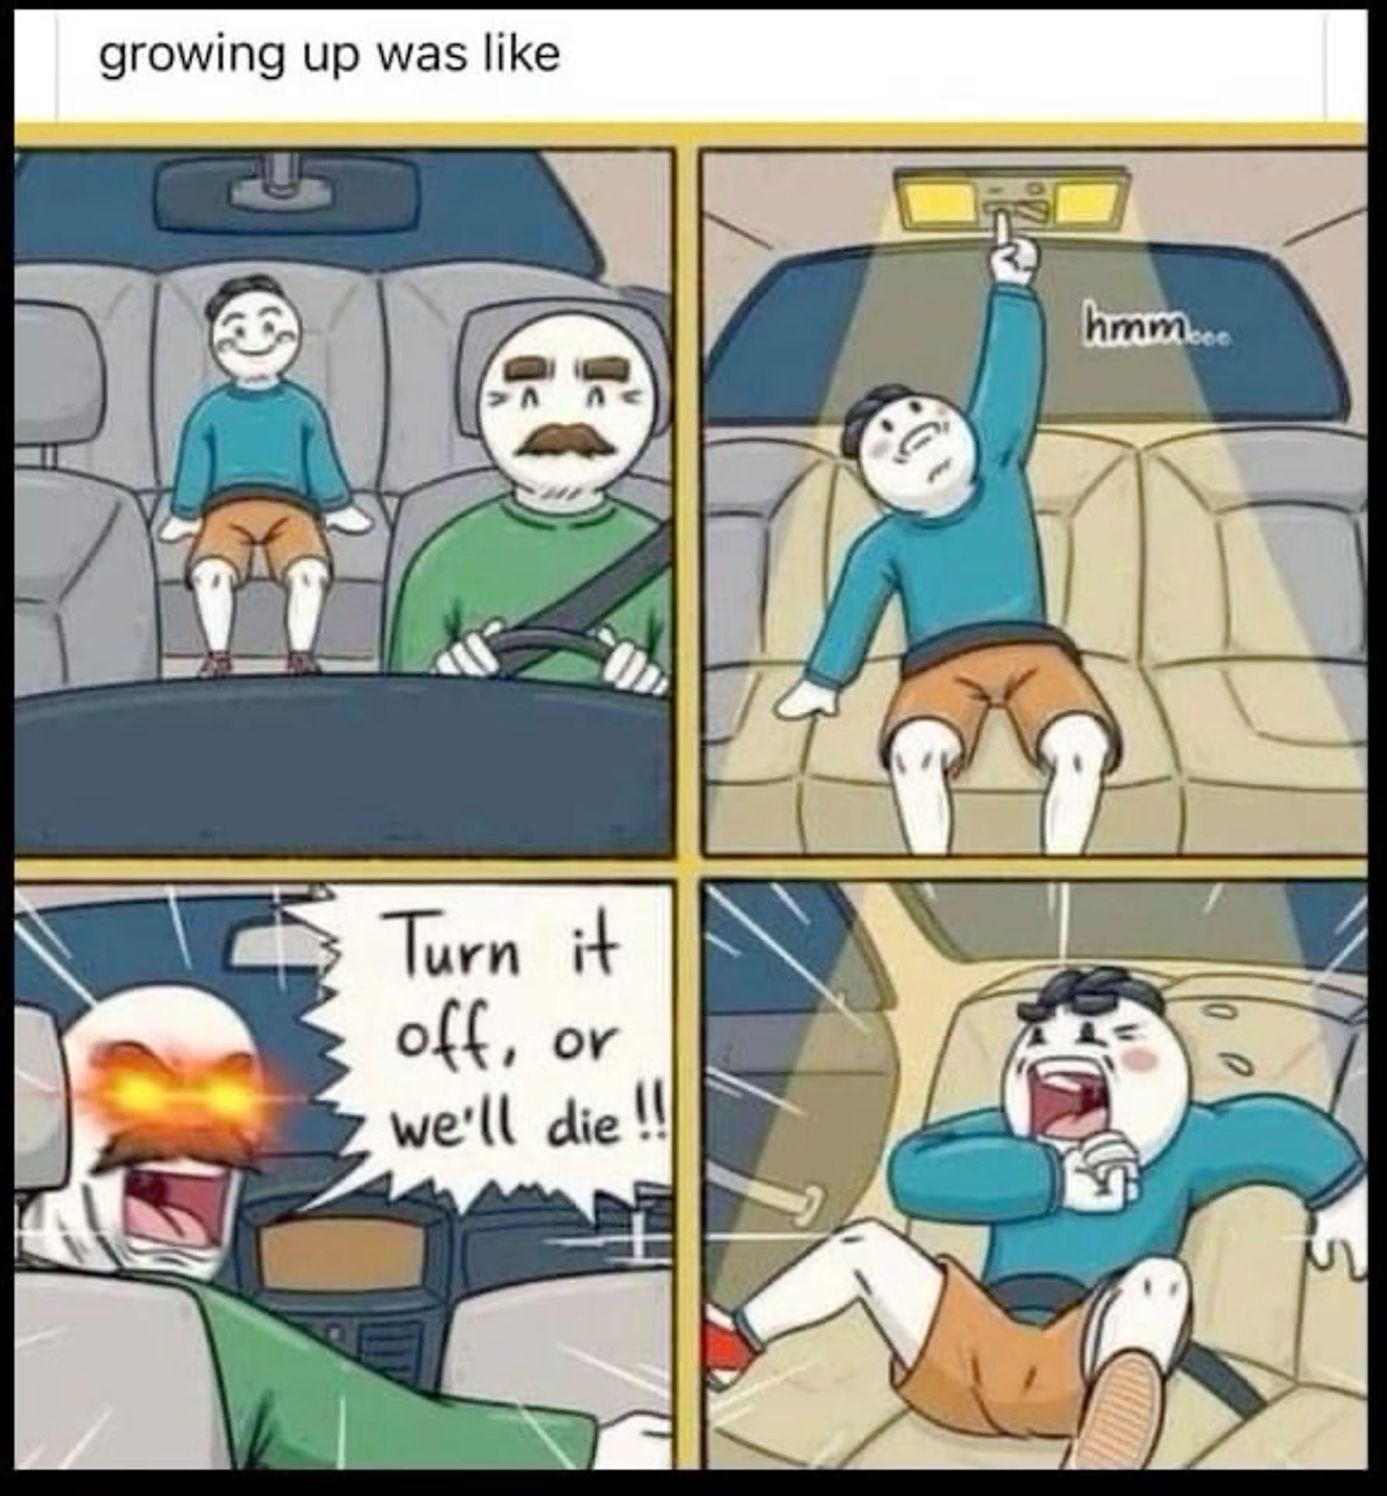 growing up was like
hmm...
Turn it
off, or
we'll die!!